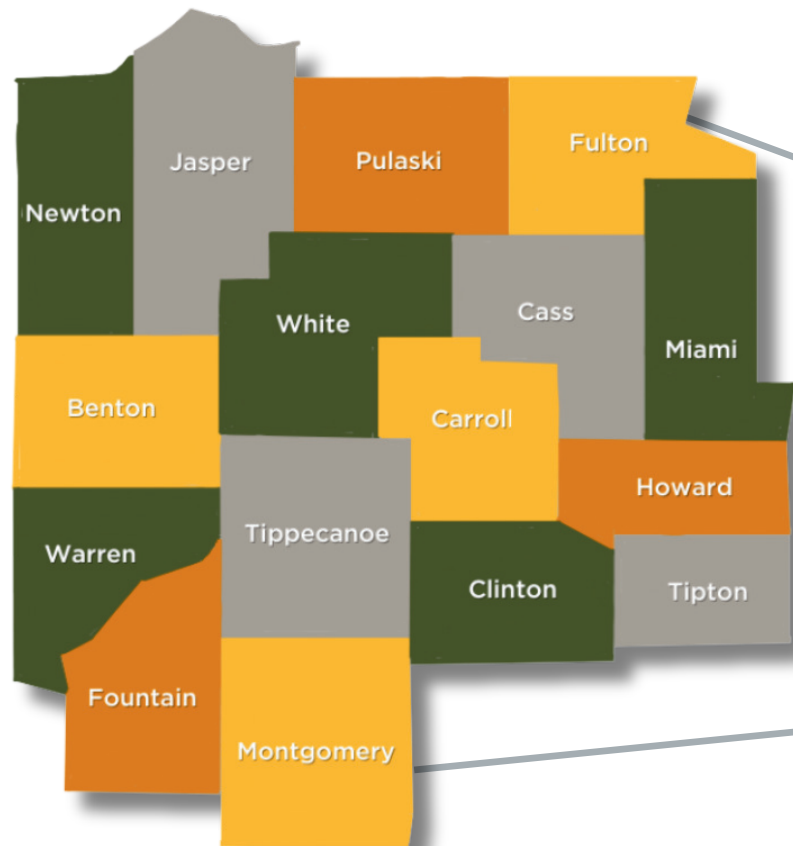 Fulton
Pulaski
Jasper
Newton
Cass
White
Miami
Benton
Carroll
Howard
Tippecanoe
Warren
Clinton
Tipton
Fountain
Montgomery